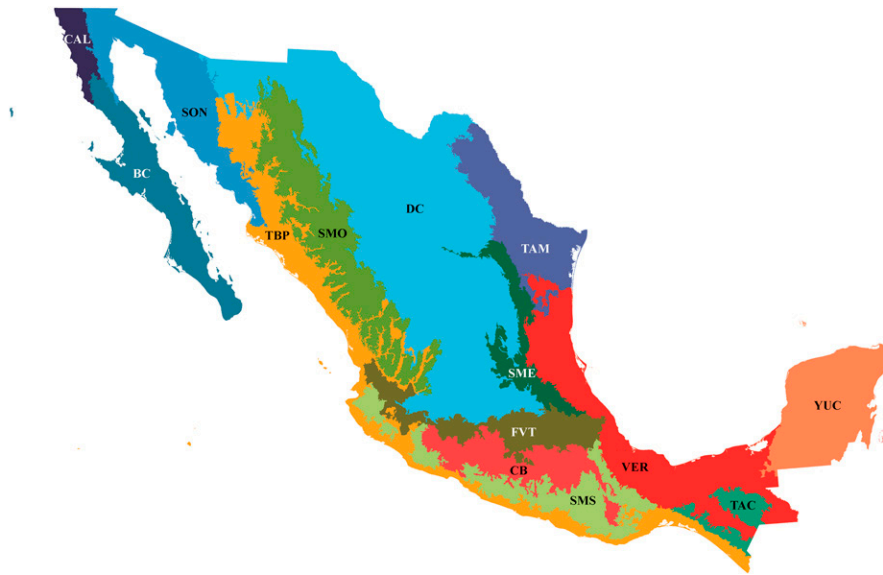 CAL
SON
BC
DC
TBP
SMO
TAM
SME
YUC
FVT
VER
CB
SMS
TAC